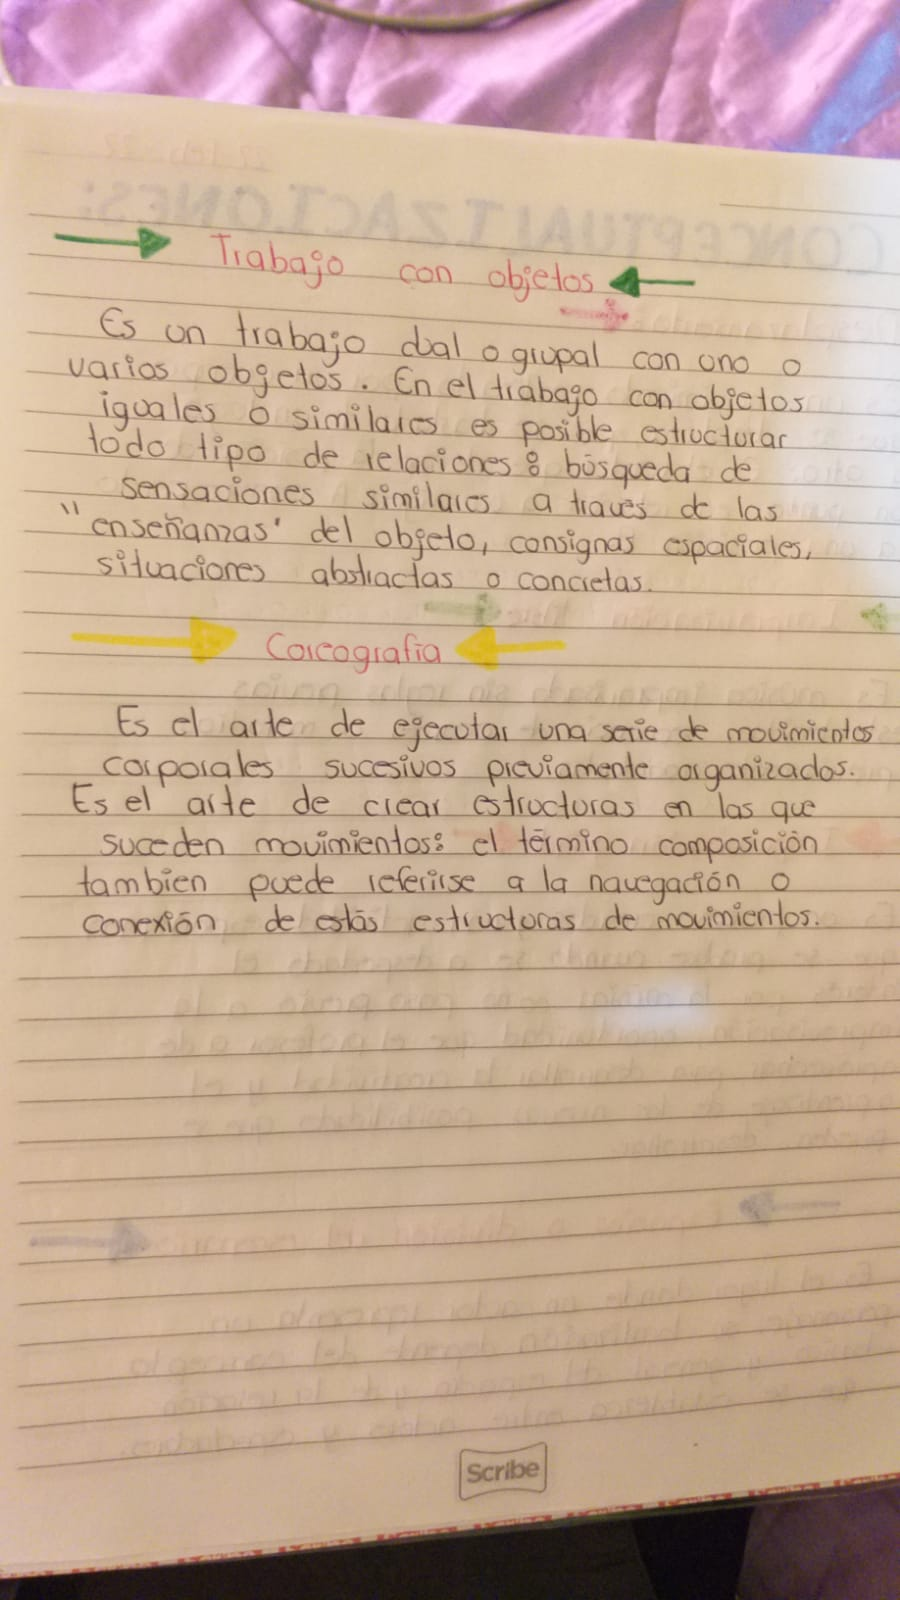 Trabajo con objetos
Es un trabajo dual o grupal con uno o
varios objetos. En el trabajo con objetos
iguales o similares es posible estructurar
todo tipo de relaciones: búsqueda de
sensaciones similares a través de las
"enseñanzas" del objeto, consignas espaciales,
situaciones abstractas o concretas.
Coreografía
Es el arte de ejecutar una serie de movimientos
corporales sucesivos previamente organizados.
Es el arte de crear estructuras en las que
suceden movimientos: el término composición
tambien puede referirse a la navegación o
conexión de estás estructuras de movimientos.
Scribe